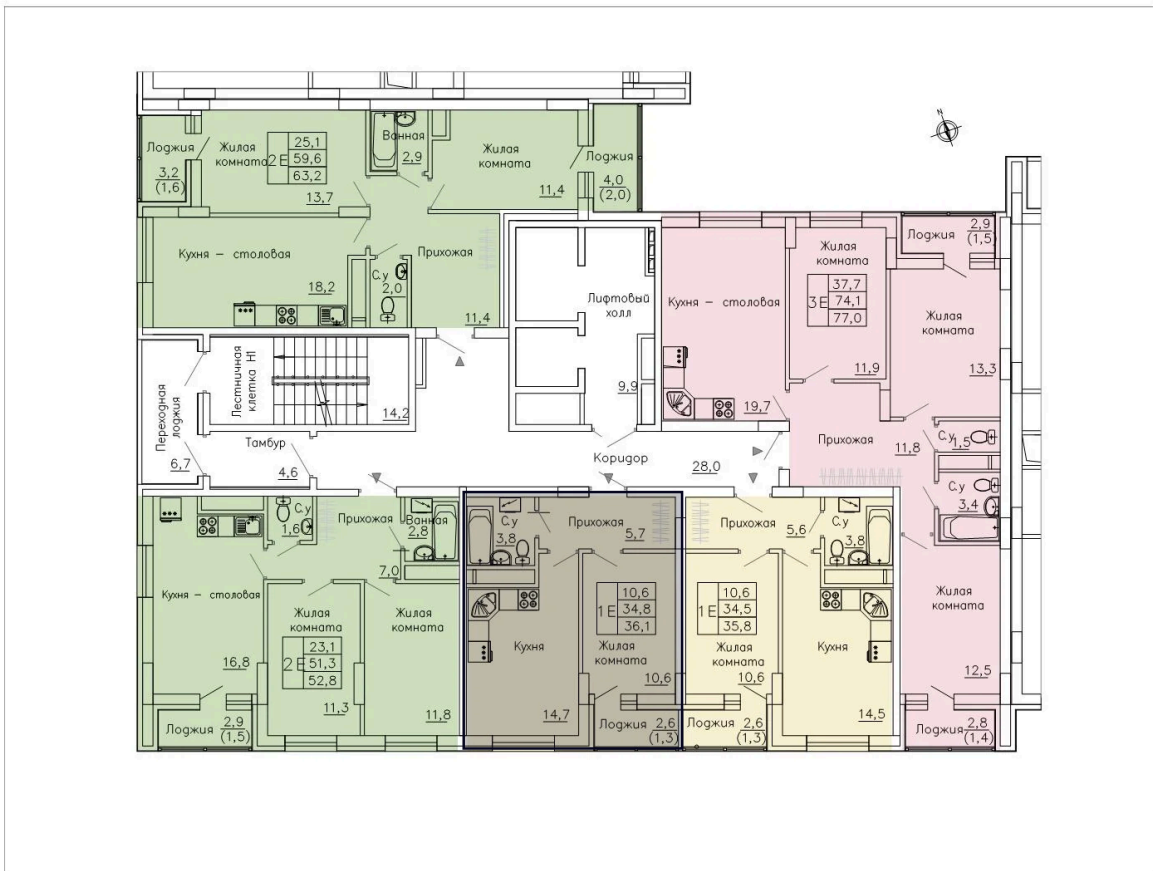 N
Лоджия
3,2
(1,6)
Жилая
комната
2 Е
25,1
59,6
63,2
13,7
Ванная
2,9
Жилая
комната
11,4
Лоджия
4,0
(2,0)
Кухня – столовая
18,2
С.у
2,0
Прихожая
11,4
Лифтовый
холл
9,9
Кухня – столовая
19,7
Жилая
комната
3 Е
37,7
74,1
77,0
11,9
Лоджия
2,9
(1,5)
Жилая
комната
13,3
Переходная
лоджия
6,7
Лестничная
клетка Н1
14,2
Тамбур
4,6
Коридор
28,0
Прихожая
11,8
С.у
1,5
С.у
3,4
Жилая
комната
12,5
Лоджия
2,8
(1,4)
С.у
1,6
Прихожая
7,0
Ванная
2,8
Кухня – столовая
16,8
Жилая
комната
2 Е
23,1
51,3
52,8
11,3
Жилая
комната
11,8
Лоджия
2,9
(1,5)
С.у
3,8
Прихожая
5,7
1 Е
10,6
34,8
36,1
Кухня
14,7
Жилая
комната
10,6
Лоджия
2,6
(1,3)
Прихожая
5,6
С.у
3,8
1 Е
10,6
34,5
35,8
Жилая
комната
10,6
Кухня
14,5
Лоджия
2,6
(1,3)